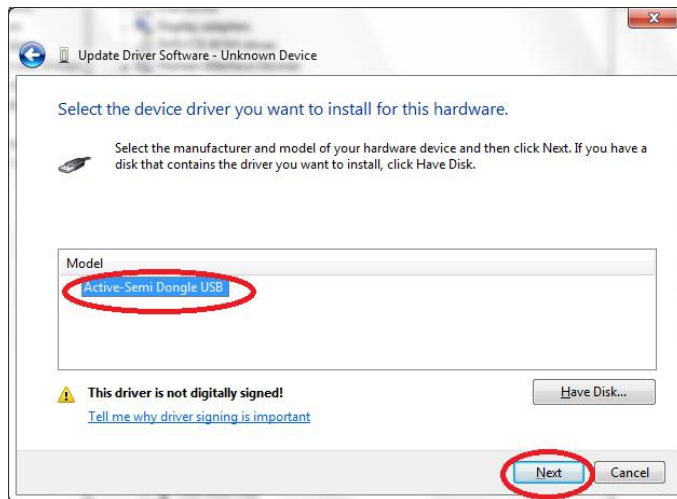 Display adapters
Update Driver Software - Unknown Device
Select the device driver you want to install for this hardware.
Select the manufacturer and model of your hardware device and then click Next. If you have a
disk that contains the driver you want to install, click Have Disk.
Model
Active-Semi Dongle USB
This driver is not digitally signed!
Have Disk...
Tell me why driver signing is important
Next
Cancel